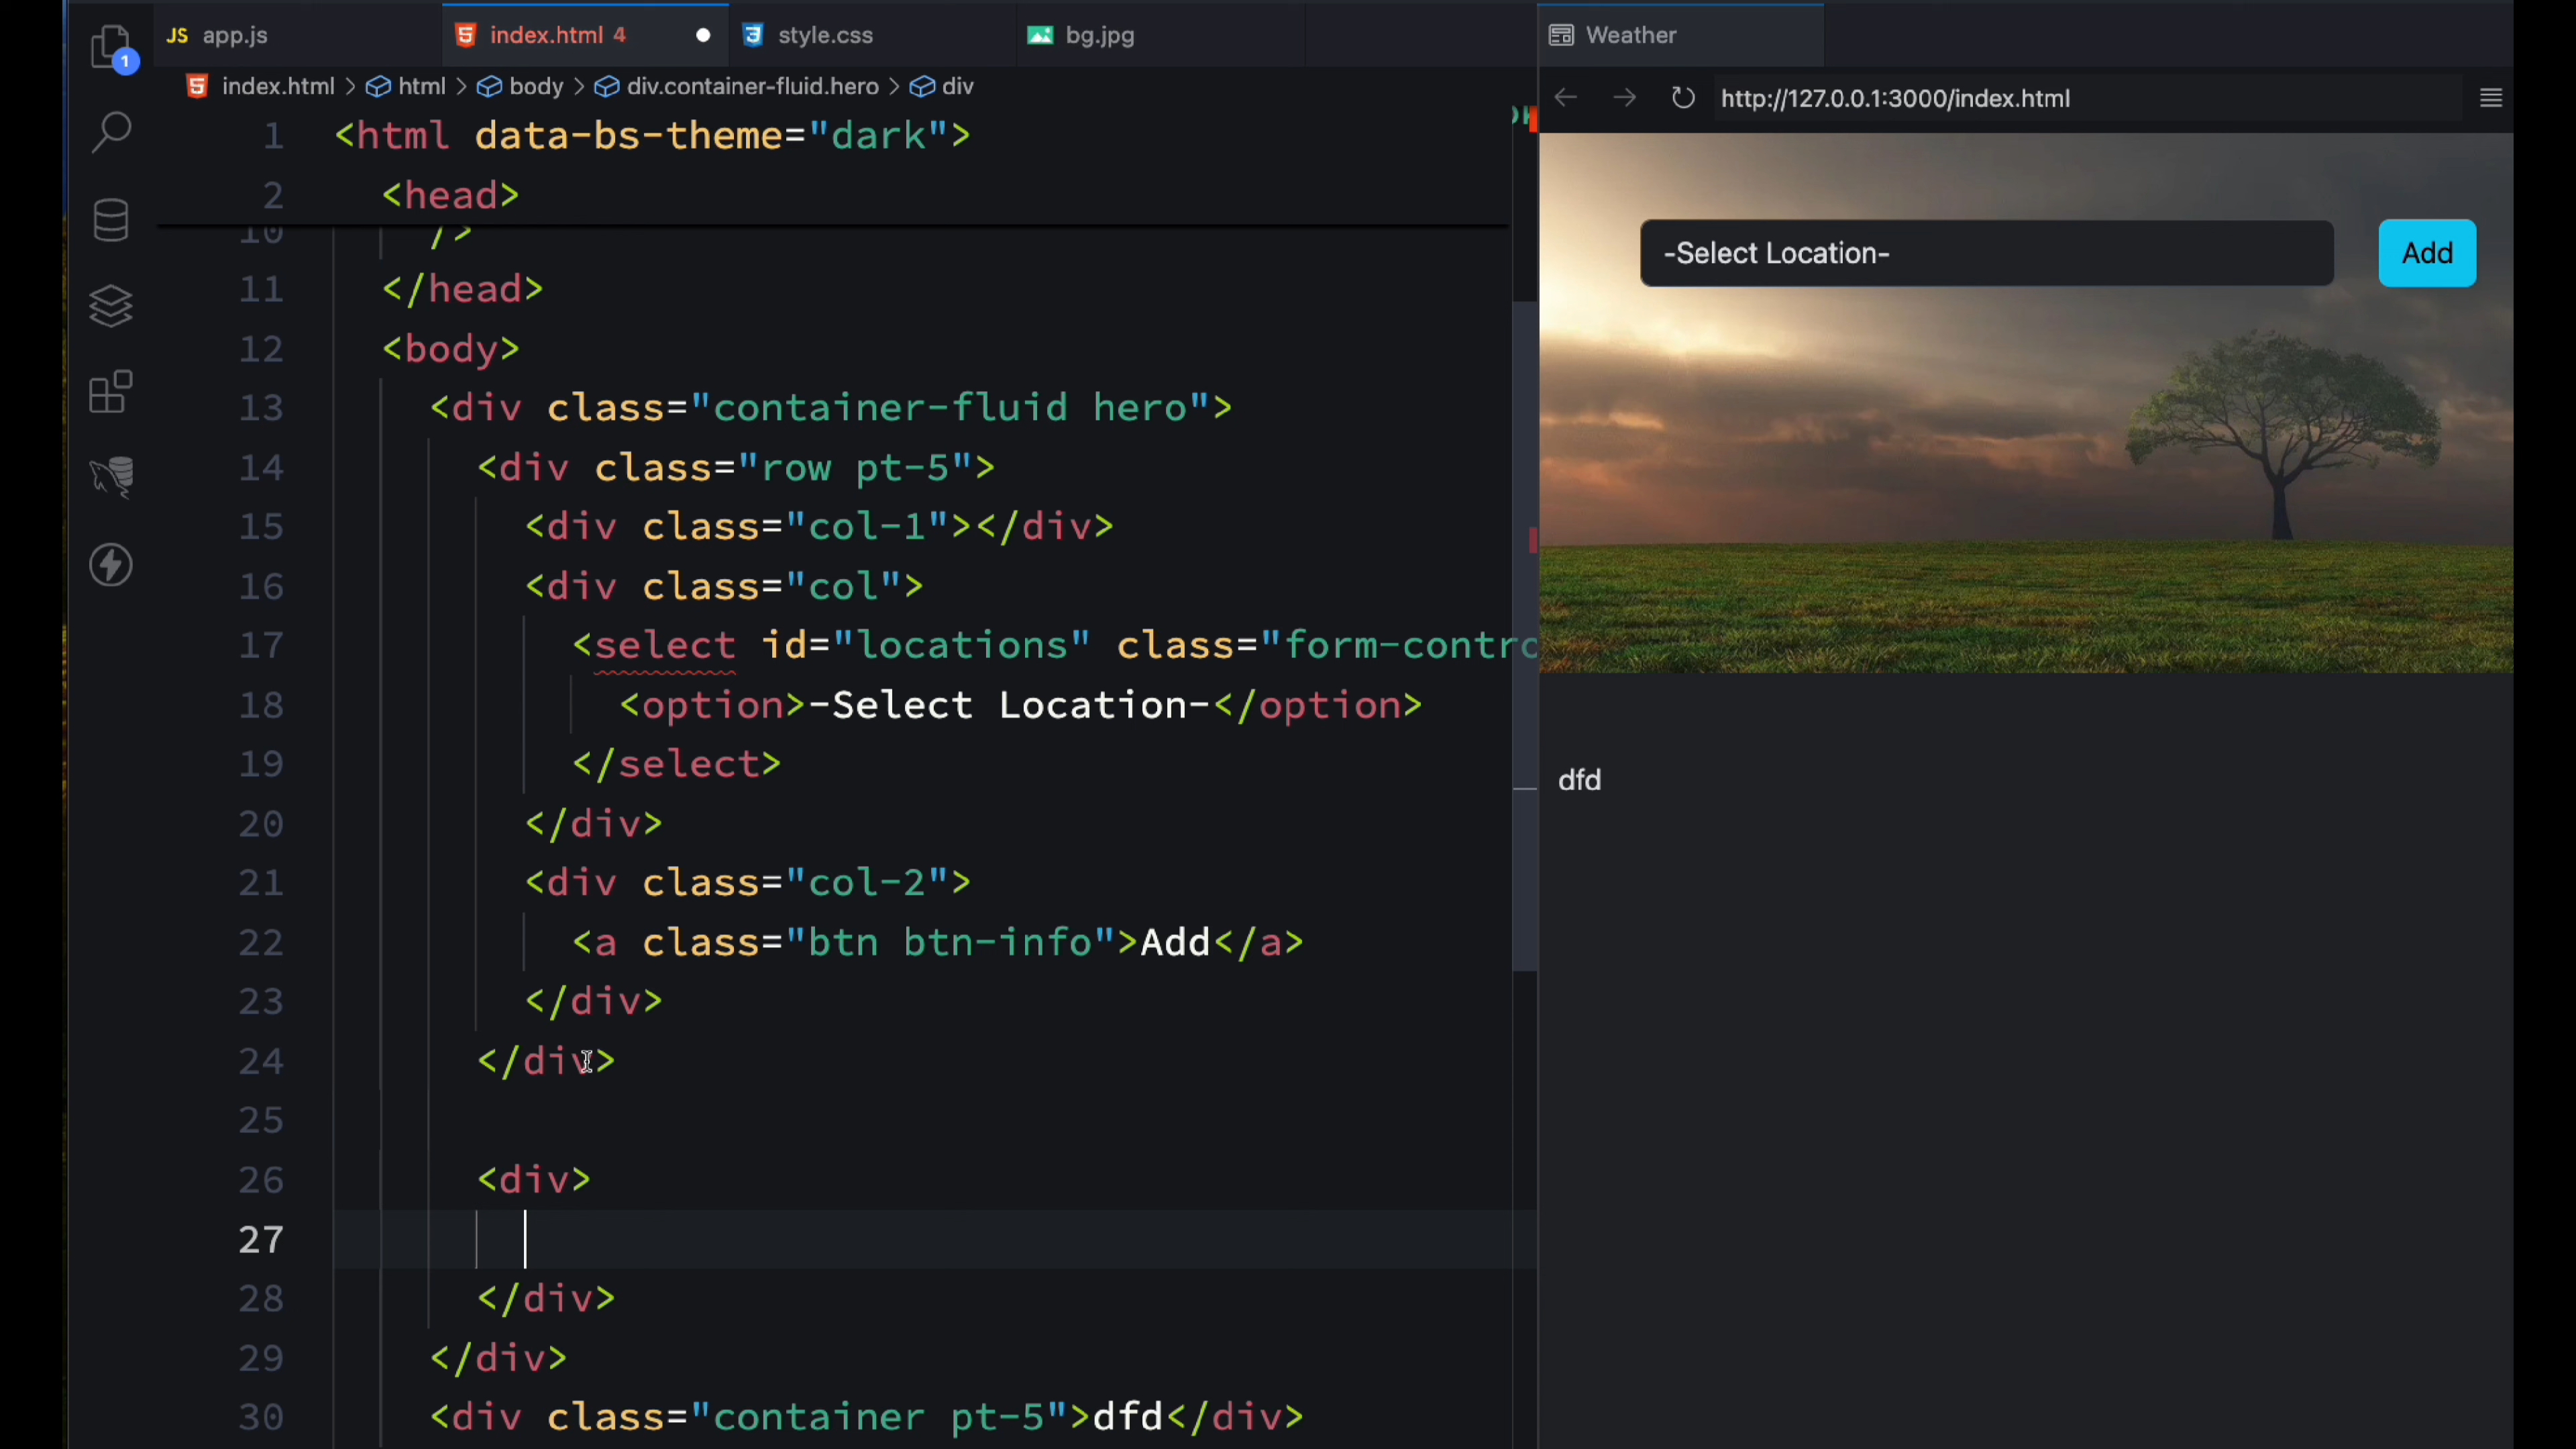 1
JS app.js
index.html 4
style.css
bg.jpg
index.html > html > body > div.container-fluid.hero > div
1 <html data-bs-theme="dark">
2 <head>
10 />
11 </head>
12 <body>
13 <div class="container-fluid hero">
14 <div class="row pt-5">
15 <div class="col-1"></div>
16 <div class="col">
17 <select id="locations" class="form-contro
18 <option>-Select Location-</option>
19 </select>
20 </div>
21 <div class="col-2">
22 <a class="btn btn-info">Add</a>
23 </div>
24 </div>
25
26 <div>
27
28 </div>
29 </div>
30 <div class="container pt-5">dfd</div>
Weather
http://127.0.0.1:3000/index.html
-Select Location-
Add
dfd